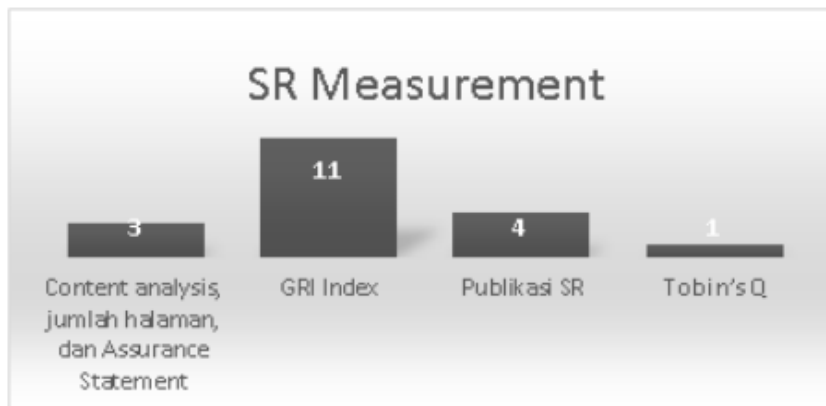 SR Measurement
3
11
4
1
Content analysis,
jumlah halaman,
dan Assurance
Statement
GRI Index
Publikasi SR
Tobin's Q